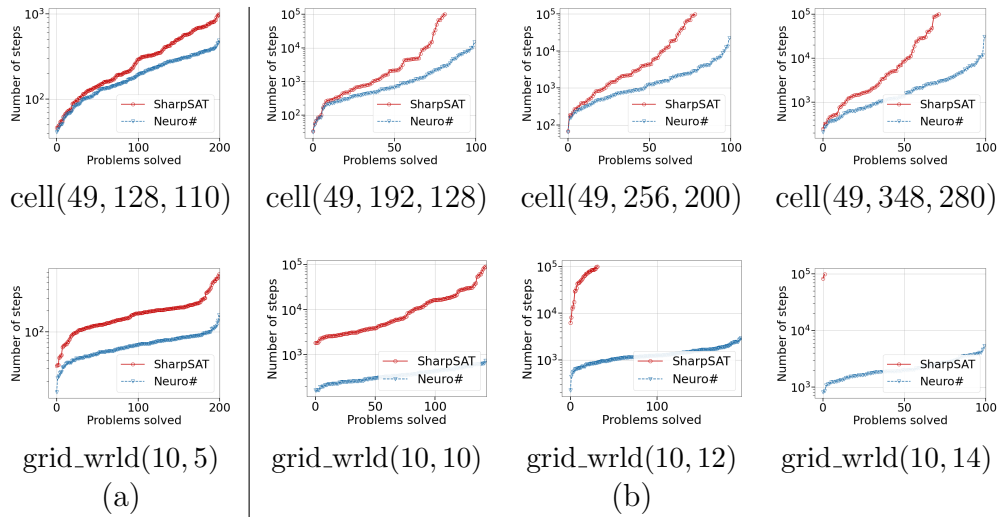 Number of steps
10³
10²
SharpSAT
Neuro#
0
100
200
Problems solved
cell(49, 128, 110)
Number of steps
10⁵
10⁴
10³
10²
SharpSAT
Neuro#
0
50
100
Problems solved
cell(49, 192, 128)
Number of steps
10⁵
10⁴
10³
10²
SharpSAT
Neuro#
0
50
100
Problems solved
cell(49, 256, 200)
Number of steps
10⁵
10⁴
10³
SharpSAT
Neuro#
0
50
100
Problems solved
cell(49, 348, 280)
Number of steps
10²
SharpSAT
Neuro#
0
100
200
Problems solved
grid_wrld(10, 5)
Number of steps
10⁵
10⁴
10³
SharpSAT
Neuro#
0
50
100
Problems solved
grid_wrld(10, 10)
Number of steps
10⁵
10⁴
10³
10²
SharpSAT
Neuro#
0
100
Problems solved
grid_wrld(10, 12)
Number of steps
10⁵
10⁴
10³
SharpSAT
Neuro#
0
50
100
Problems solved
grid_wrld(10, 14)
(a)
(b)